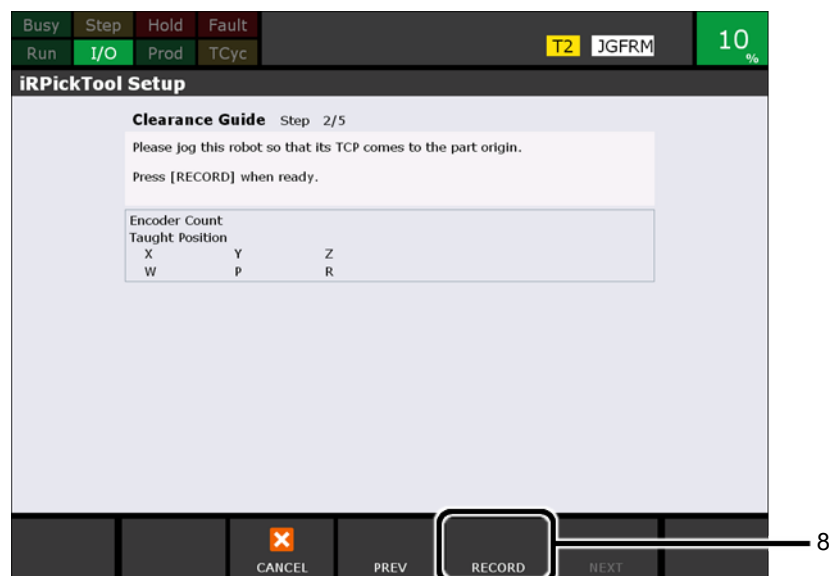 Busy Step Hold Fault
Run I/O Prod TCyc
T2 JGFRM
10 %
iRPickTool Setup
Clearance Guide Step 2/5
Please jog this robot so that its TCP comes to the part origin.
Press [RECORD] when ready.
Encoder Count
Taught Position
X Y Z
W P R
CANCEL PREV RECORD NEXT
8